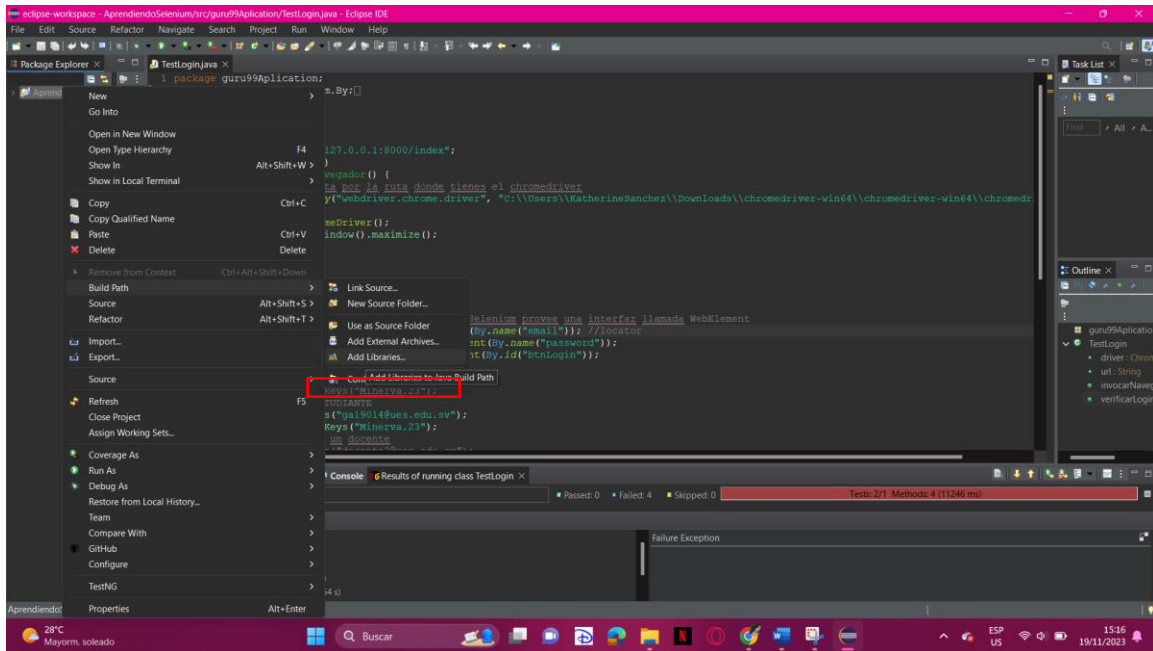 eclipse-workspace - AprendiendoSelenium/src/guru99Aplication/TestLogin.java - Eclipse IDE
File Edit Source Refactor Navigate Search Project Run Window Help
Package Explorer
TestLogin.java
Task List
1 package guru99Aplication;
Aprend
m.By;
New
Go Into
Find
All
A...
Open in New Window
Open Type Hierarchy F4
127.0.0.1:8000/index";
Show In Alt+Shift+W
)
Show in Local Terminal
vegador() {
ta por la ruta donde tienes el chromedriver
Copy Ctrl+C
y("webdriver.chrome.driver", "C:\\Users\\KatherineSanchez\\Downloads\\chromedriver-win64\\chromedriver-win64\\chromedr
Copy Qualified Name
Paste Ctrl+V
meDriver();
indow().maximize();
Delete Delete
Remove from Context Ctrl+Alt+Shift+Down
Outline
Build Path
Link Source...
Source Alt+Shift+S
New Source Folder...
Refactor Alt+Shift+T
Selenium provee una interfaz llamada WebElement
Use as Source Folder
(By.name("email")); //locator
guru99Aplicatio
Import...
Add External Archives...
ent(By.name("password"));
TestLogin
Export...
Add Libraries...
nt(By.id("btnLogin"));
driver : Chron
url : String
Source
Con
Add Libraries to Java Build Path
invocarNaveg
Keys("Minerva.23");
verificarLogin
Refresh F5
TUDIANTE
Close Project
s("gal9014@ues.edu.sv");
Assign Working Sets...
Keys("Minerva.23");
un docente
Coverage As
Run As
Console
Results of running class TestLogin
Debug As
Restore from Local History...
Passed: 0 Failed: 4 Skipped: 0
Tests: 2/1 Methods: 4 (11246 ms)
Team
Compare With
Failure Exception
GitHub
Configure
TestNG
Aprendiendo
Properties Alt+Enter
28°C
Mayorm. soleado
Buscar
ESP
US
15:16
19/11/2023